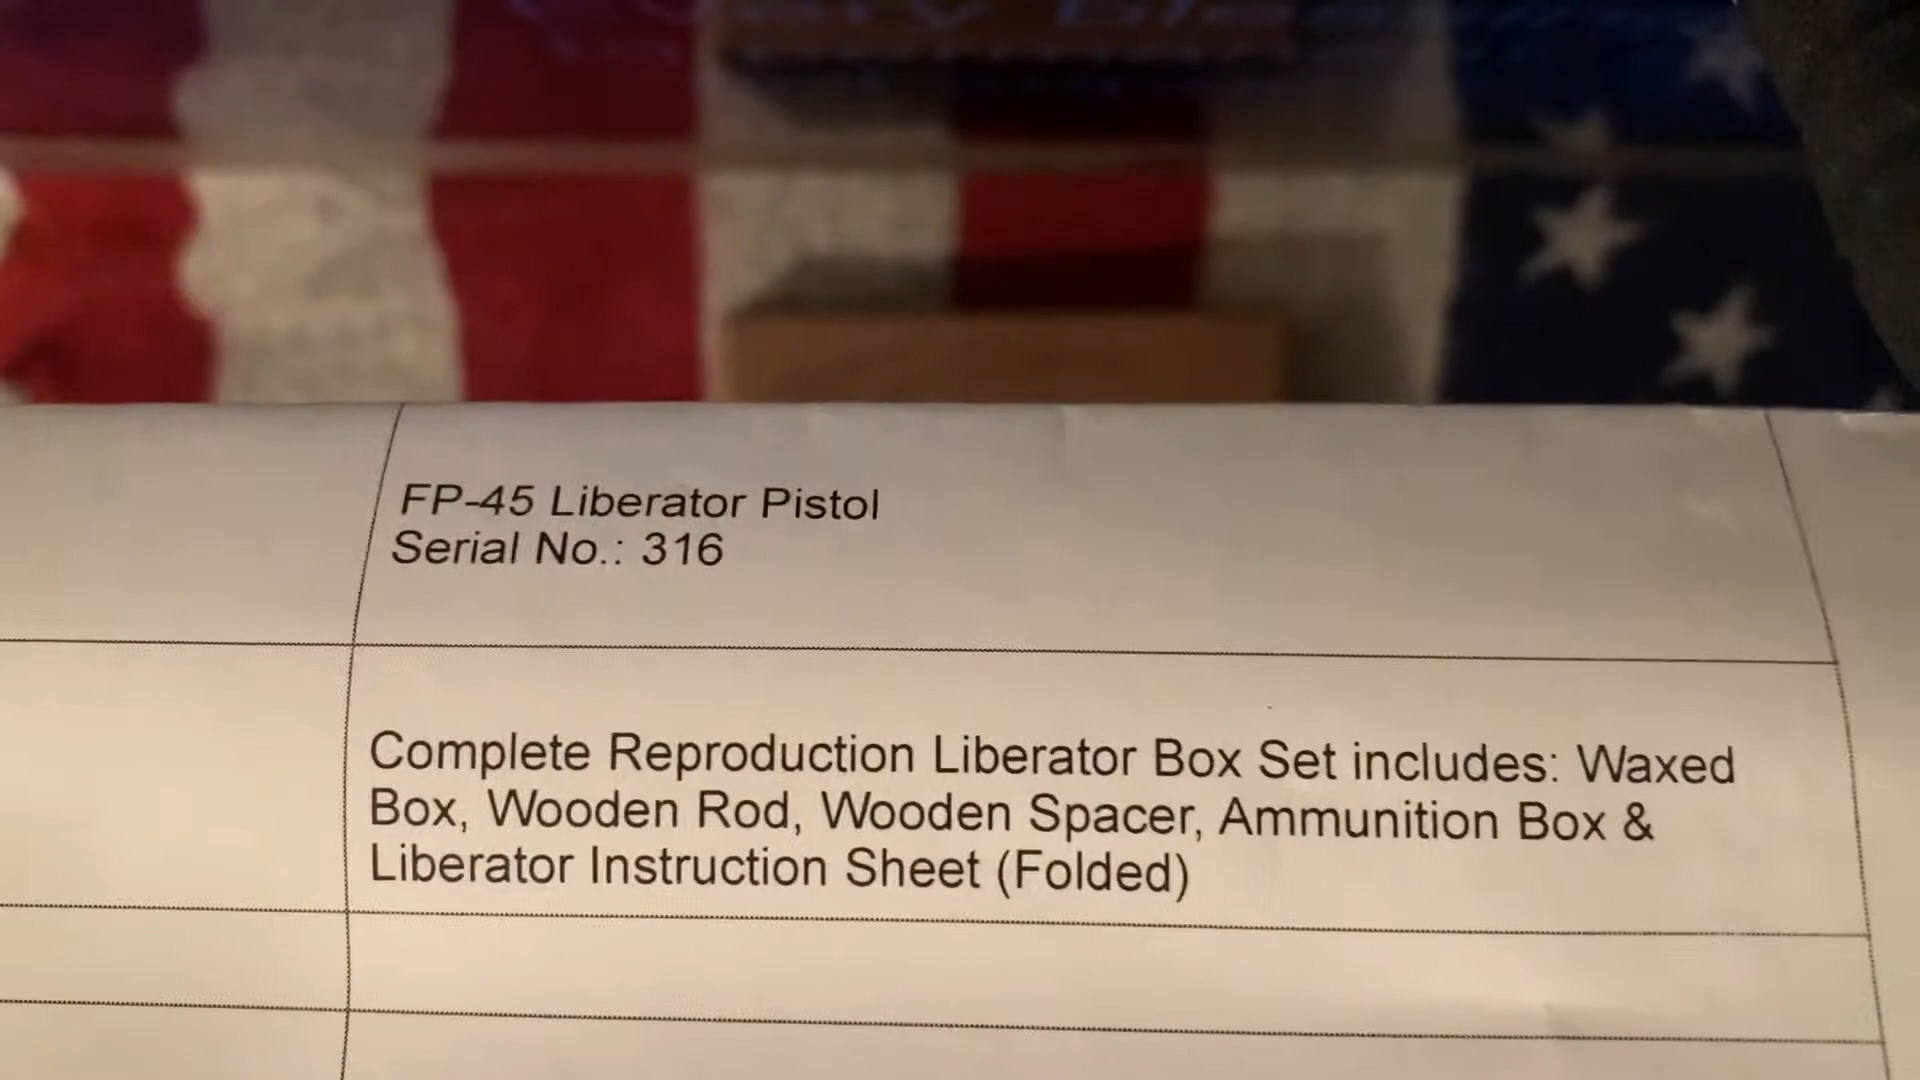 FP-45 Liberator Pistol
Serial No.: 316
Complete Reproduction Liberator Box Set includes: Waxed
Box, Wooden Rod, Wooden Spacer, Ammunition Box &
Liberator Instruction Sheet (Folded)